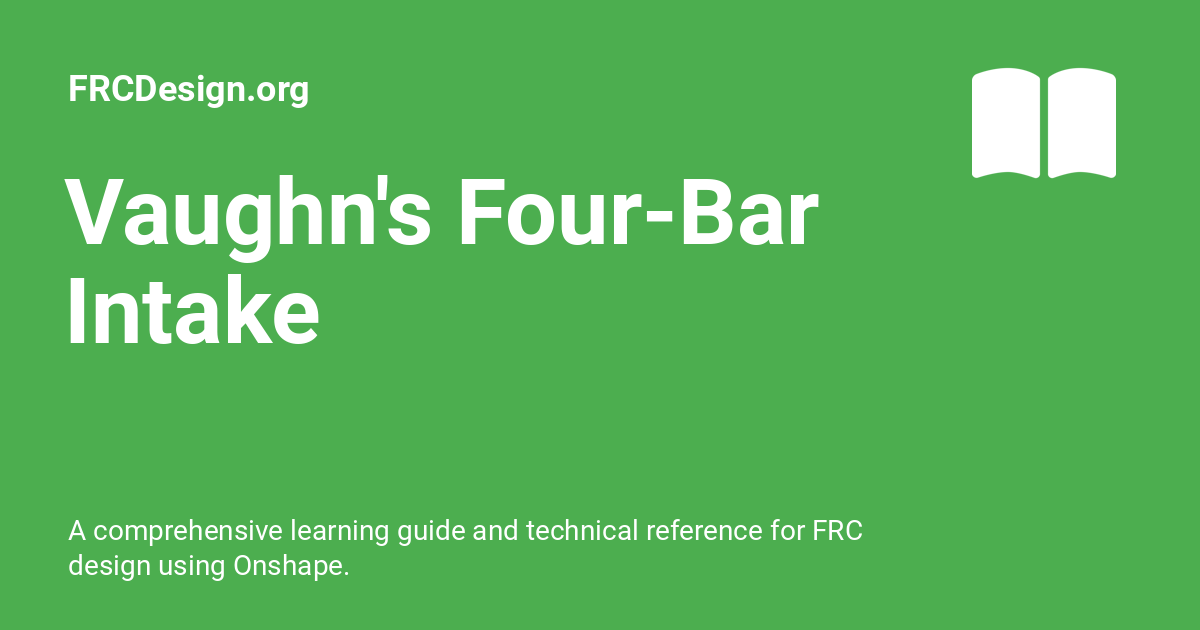 FRCDesign.org
Vaughn's Four-Bar
Intake
A comprehensive learning guide and technical reference for FRC
design using Onshape.